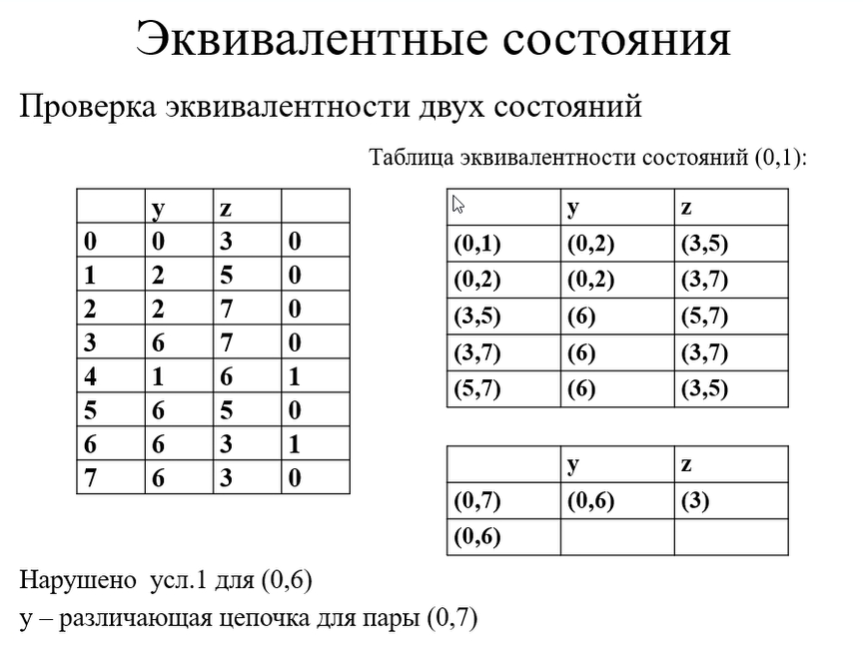 Эквивалентные состояния
Проверка эквивалентности двух состояний
Таблица эквивалентности состояний (0,1):
y z
0 0 3 0
1 2 5 0
2 2 7 0
3 6 7 0
4 1 6 1
5 6 5 0
6 6 3 1
7 6 3 0
y z
(0,1) (0,2) (3,5)
(0,2) (0,2) (3,7)
(3,5) (6) (5,7)
(3,7) (6) (3,7)
(5,7) (6) (3,5)
y z
(0,7) (0,6) (3)
(0,6)
Нарушено усл.1 для (0,6)
y – различающая цепочка для пары (0,7)